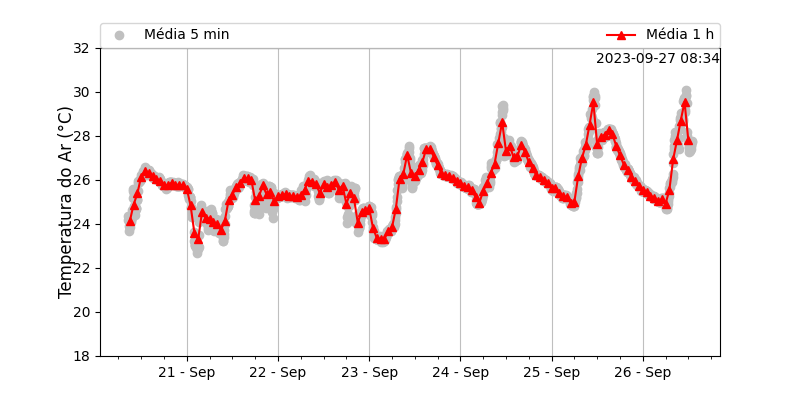 Média 5 min
Média 1 h
2023-09-27 08:34
Temperatura do Ar (°C)
32
30
28
26
24
22
20
18
21 - Sep
22 - Sep
23 - Sep
24 - Sep
25 - Sep
26 - Sep